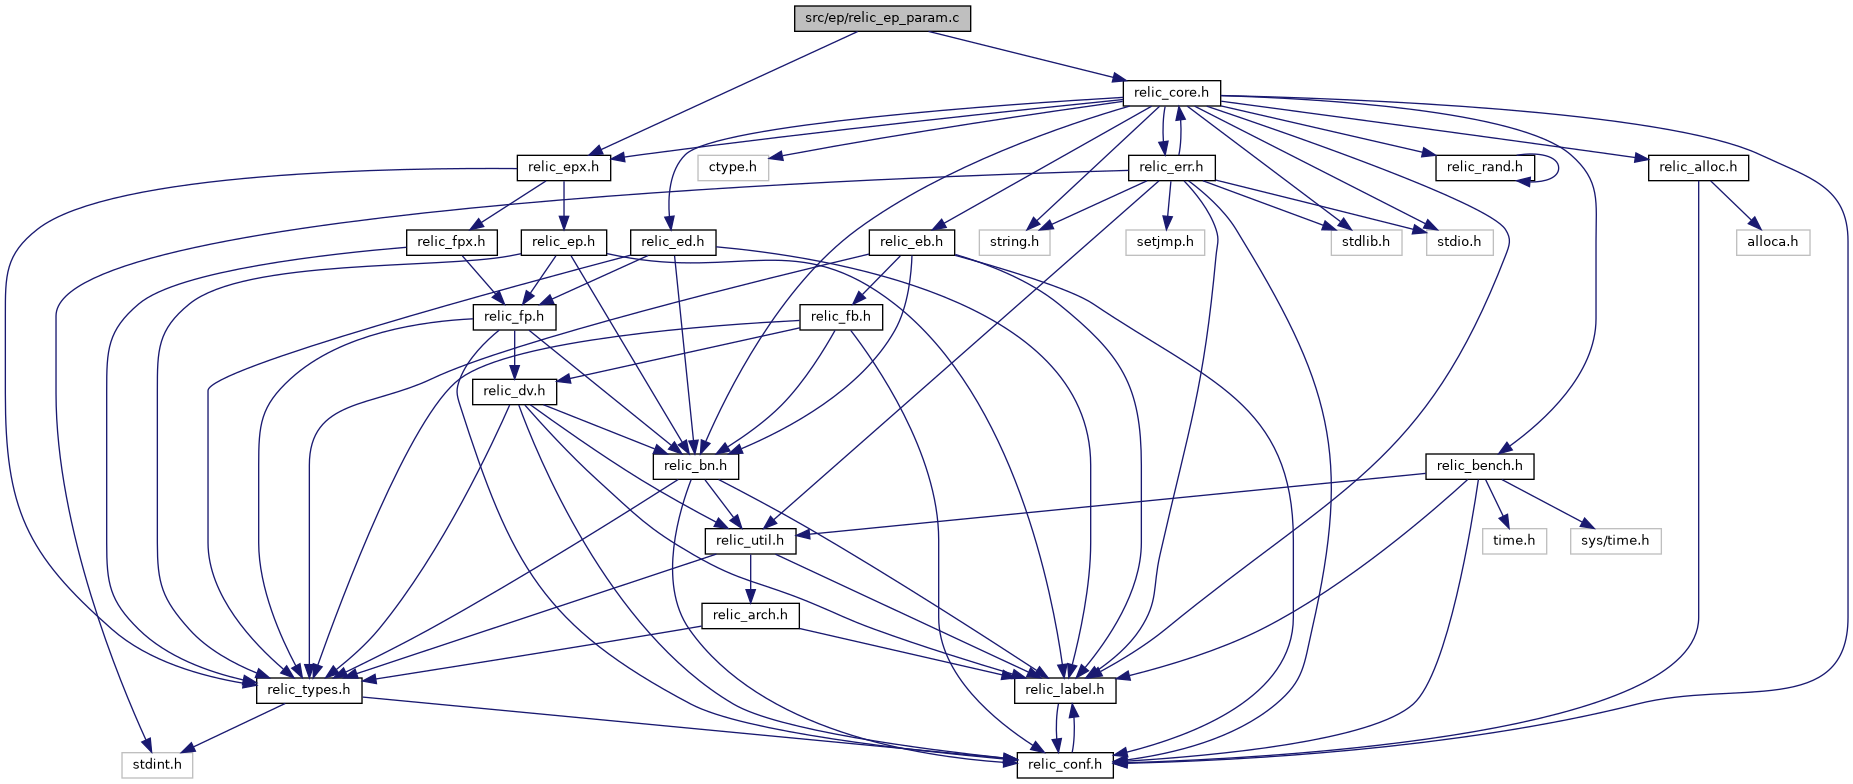 src/ep/relic_ep_param.c
relic_core.h
relic_epx.h
ctype.h
relic_err.h
relic_rand.h
relic_alloc.h
relic_fpx.h
relic_ep.h
relic_ed.h
relic_eb.h
string.h
setjmp.h
stdlib.h
stdio.h
alloca.h
relic_fp.h
relic_fb.h
relic_dv.h
relic_bn.h
relic_bench.h
relic_util.h
time.h
sys/time.h
relic_arch.h
relic_types.h
relic_label.h
stdint.h
relic_conf.h